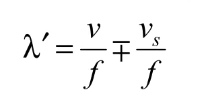 λ′ = v/f ∓ v_s/f